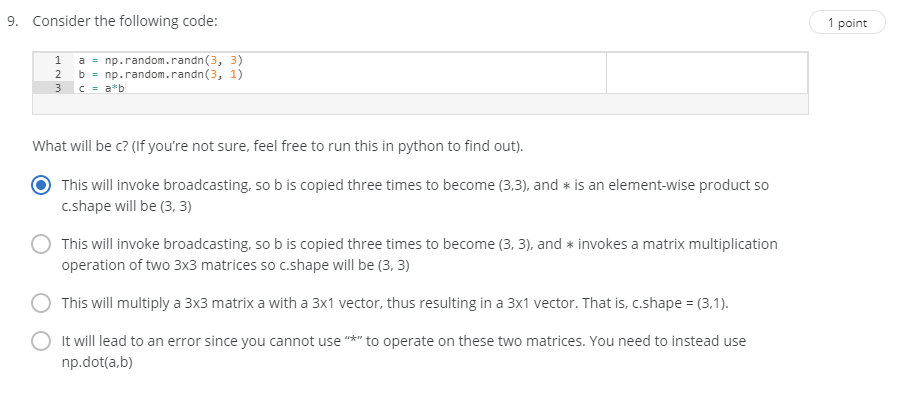 9. Consider the following code:
1 point
1 a = np.random.randn(3, 3)
2 b = np.random.randn(3, 1)
3 c = a*b
What will be c? (If you're not sure, feel free to run this in python to find out).
This will invoke broadcasting, so b is copied three times to become (3,3), and * is an element-wise product so
c.shape will be (3, 3)
This will invoke broadcasting, so b is copied three times to become (3, 3), and * invokes a matrix multiplication
operation of two 3x3 matrices so c.shape will be (3, 3)
This will multiply a 3x3 matrix a with a 3x1 vector, thus resulting in a 3x1 vector. That is, c.shape = (3,1).
It will lead to an error since you cannot use “*” to operate on these two matrices. You need to instead use
np.dot(a,b)